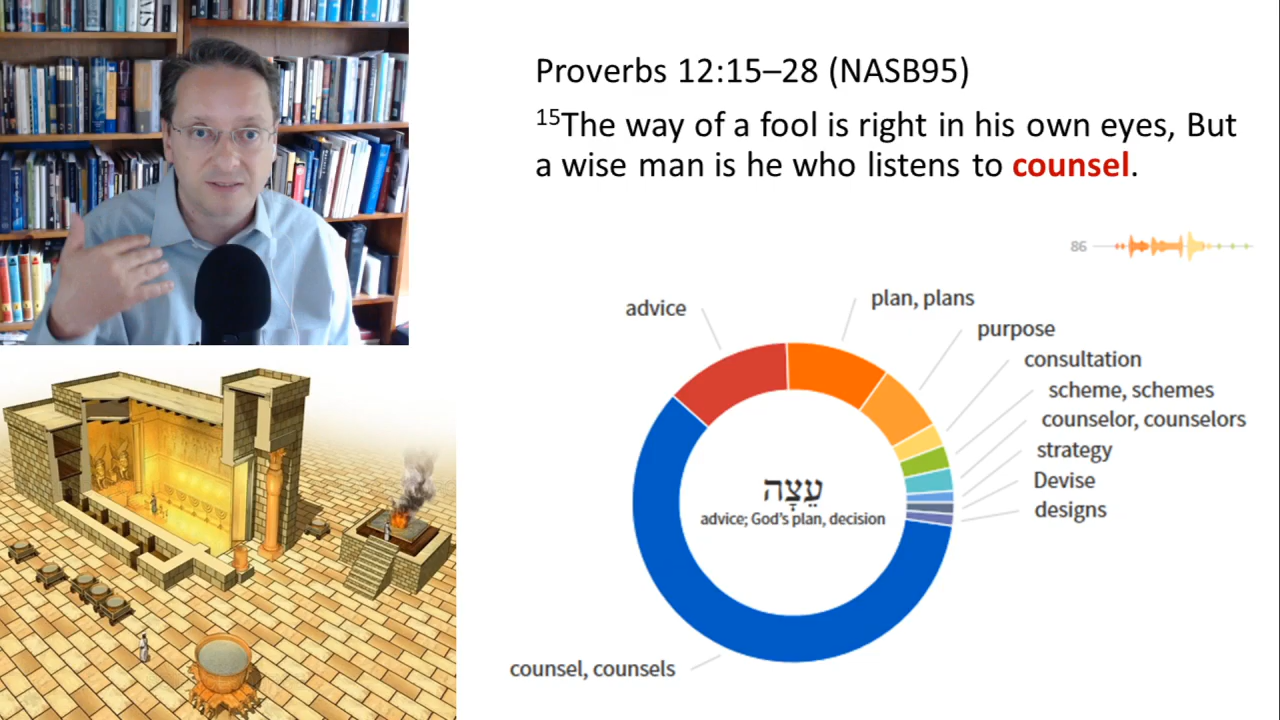 Proverbs 12:15–28 (NASB95)
¹⁵The way of a fool is right in his own eyes, But
a wise man is he who listens to counsel.
86
advice
plan, plans
purpose
consultation
scheme, schemes
counselor, counselors
strategy
Devise
designs
עֵצָה
advice; God's plan, decision
counsel, counsels